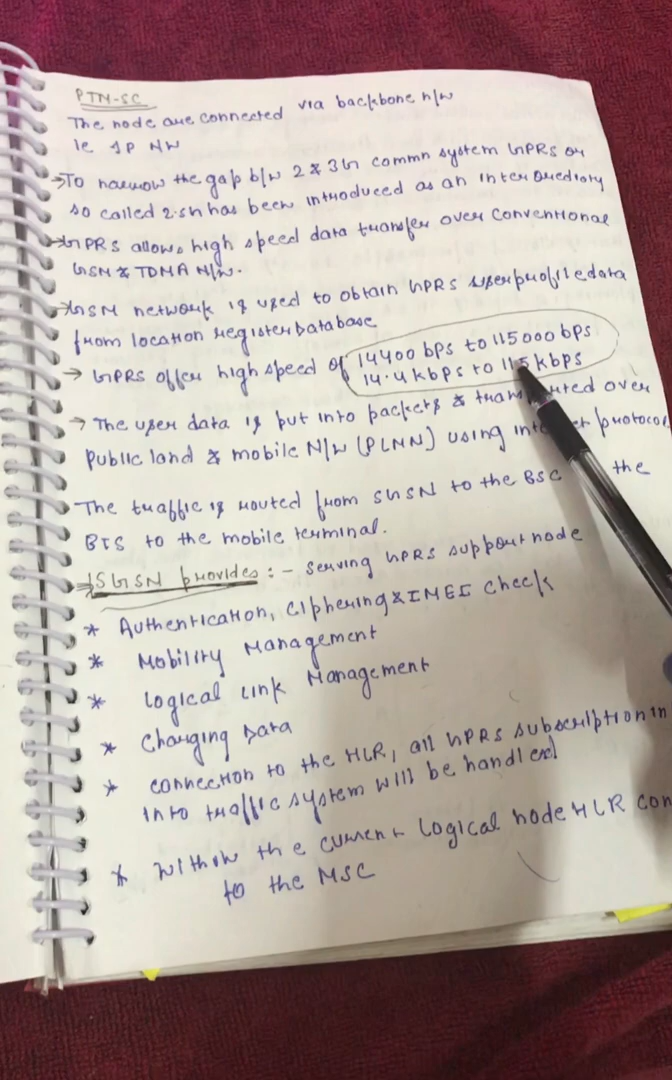 PTM-SC
The node are connected via backbone n/w
ie IP NW
→To narrow the gap b/w 2 & 3G commn system GPRS or
so called 2.5G has been introduced as an intermediary
→GPRS allows high speed data transfer over conventional
GSM & TDMA N/W.
→GSM network is used to obtain GPRS user profile data
from location register Database
→ GPRS offer high speed of 14400 bps to 115000 bps
14.4 kbps to 115 kbps
→ The user data is put into packets & over
public land & mobile N/W (PLMN) using protocol
The traffic is routed from SGSN to the BSC the
BTS to the mobile terminal.
⇒ SGSN provides :- serving GPRS support node
* Authentication, Ciphering & IMEI check
* Mobility Management
* Logical Link Management
* Charging Data
* connection to the HLR, all GPRS subscription in
into traffic system will be handled
* within the current logical node HLR con
to the MSC